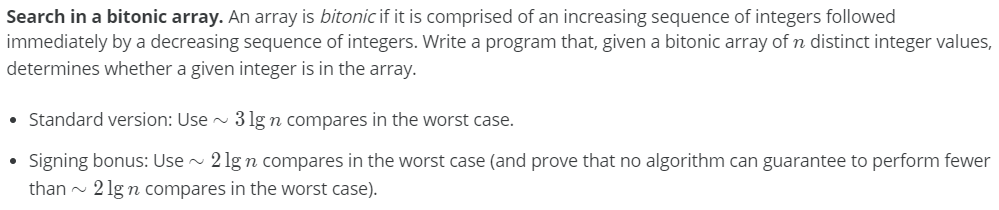 Search in a bitonic array. An array is bitonic if it is comprised of an increasing sequence of integers followed
immediately by a decreasing sequence of integers. Write a program that, given a bitonic array of n distinct integer values,
determines whether a given integer is in the array.
• Standard version: Use ∼ 3 lg n compares in the worst case.
• Signing bonus: Use ∼ 2 lg n compares in the worst case (and prove that no algorithm can guarantee to perform fewer
than ∼ 2 lg n compares in the worst case).